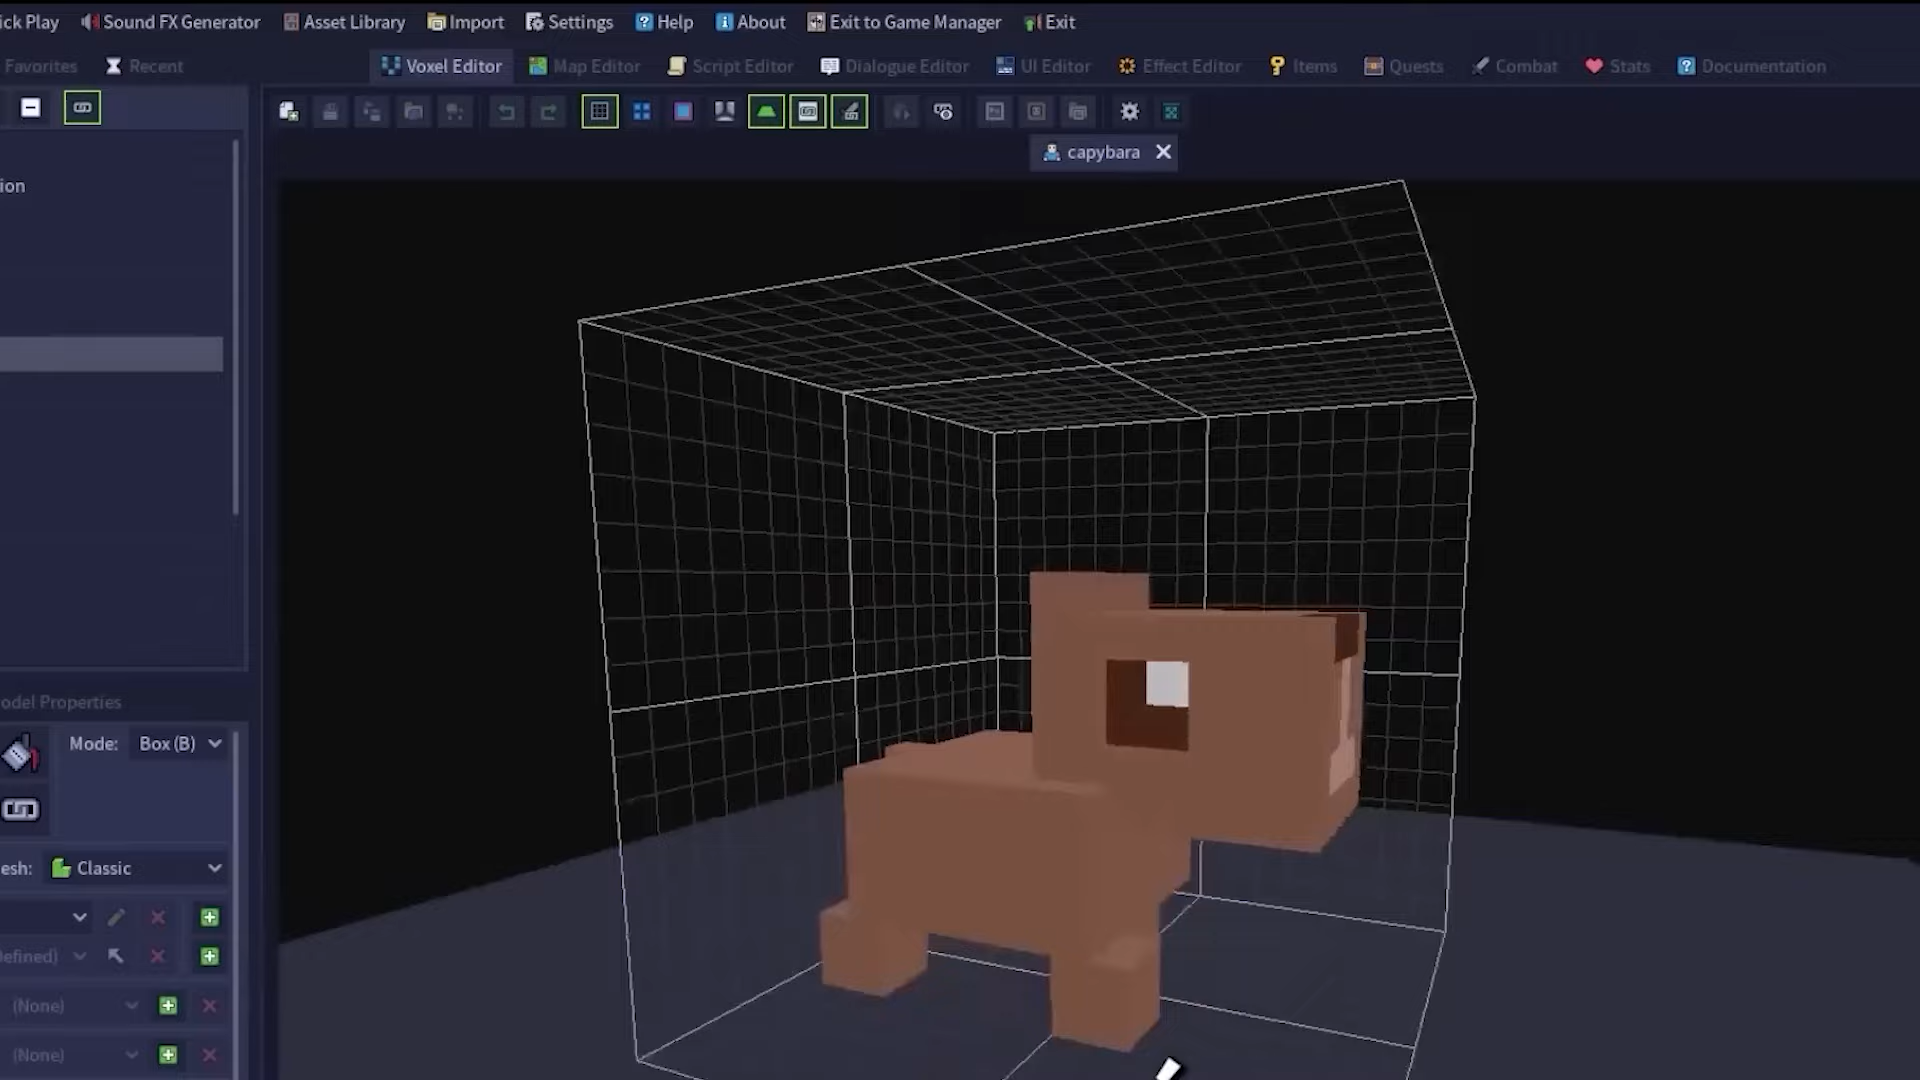 ick Play Sound FX Generator Asset Library Import Settings Help About Exit to Game Manager Exit
Favorites Recent Voxel Editor Map Editor Script Editor Dialogue Editor UI Editor Effect Editor Items Quests Combat Stats Documentation
capybara
ion
odel Properties
Mode: Box (B)
esh: Classic
efined)
(None)
(None)